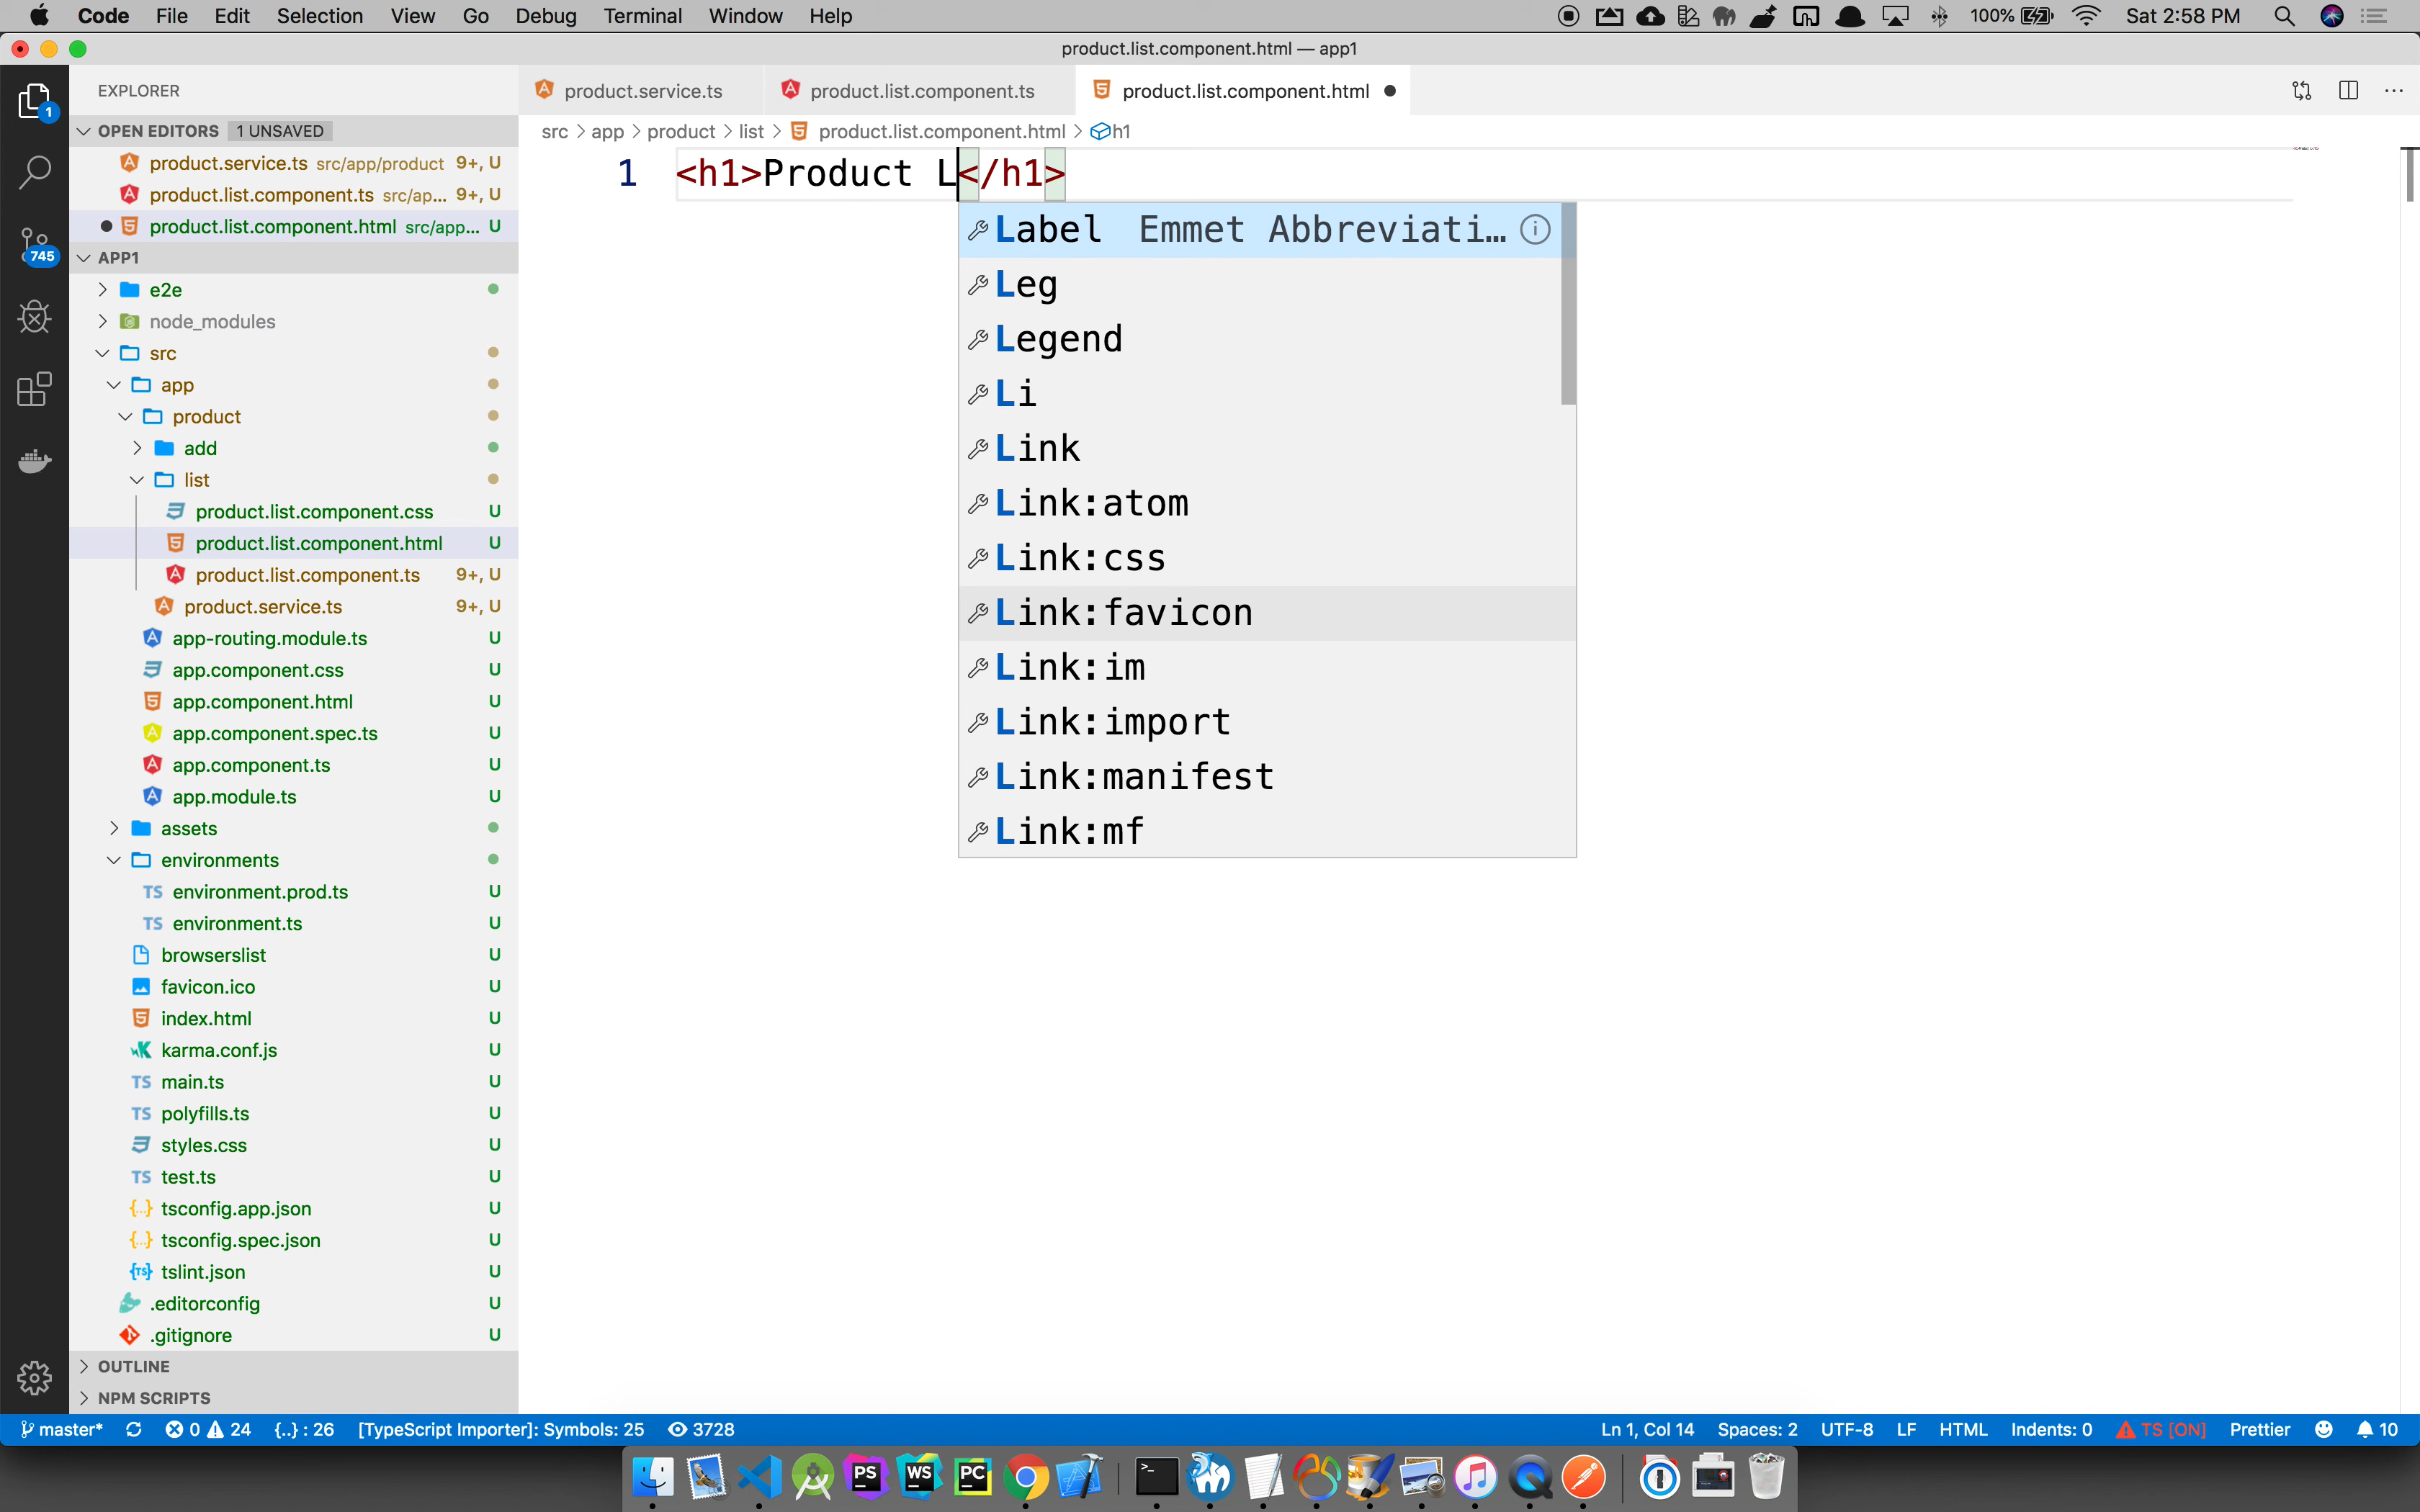 Code File Edit Selection View Go Debug Terminal Window Help 100% Sat 2:58 PM
product.list.component.html — app1
EXPLORER
OPEN EDITORS 1 UNSAVED
product.service.ts src/app/product 9+, U
product.list.component.ts src/ap... 9+, U
product.list.component.html src/app... U
APP1
e2e
node_modules
src
app
product
add
list
product.list.component.css U
product.list.component.html U
product.list.component.ts 9+, U
product.service.ts 9+, U
app-routing.module.ts U
app.component.css U
app.component.html U
app.component.spec.ts U
app.component.ts U
app.module.ts U
assets
environments
TS environment.prod.ts U
TS environment.ts U
browserslist U
favicon.ico U
index.html U
karma.conf.js U
TS main.ts U
TS polyfills.ts U
styles.css U
TS test.ts U
{..} tsconfig.app.json U
{..} tsconfig.spec.json U
{TS} tslint.json U
.editorconfig U
.gitignore U
OUTLINE
NPM SCRIPTS
1
745
product.service.ts product.list.component.ts product.list.component.html
src > app > product > list > product.list.component.html > h1
1 <h1>Product L</h1>
Label Emmet Abbreviati...
Leg
Legend
Li
Link
Link:atom
Link:css
Link:favicon
Link:im
Link:import
Link:manifest
Link:mf
master* 0 24 {..} : 26 [TypeScript Importer]: Symbols: 25 3728 Ln 1, Col 14 Spaces: 2 UTF-8 LF HTML Indents: 0 TS [ON] Prettier 10
PS WS PC